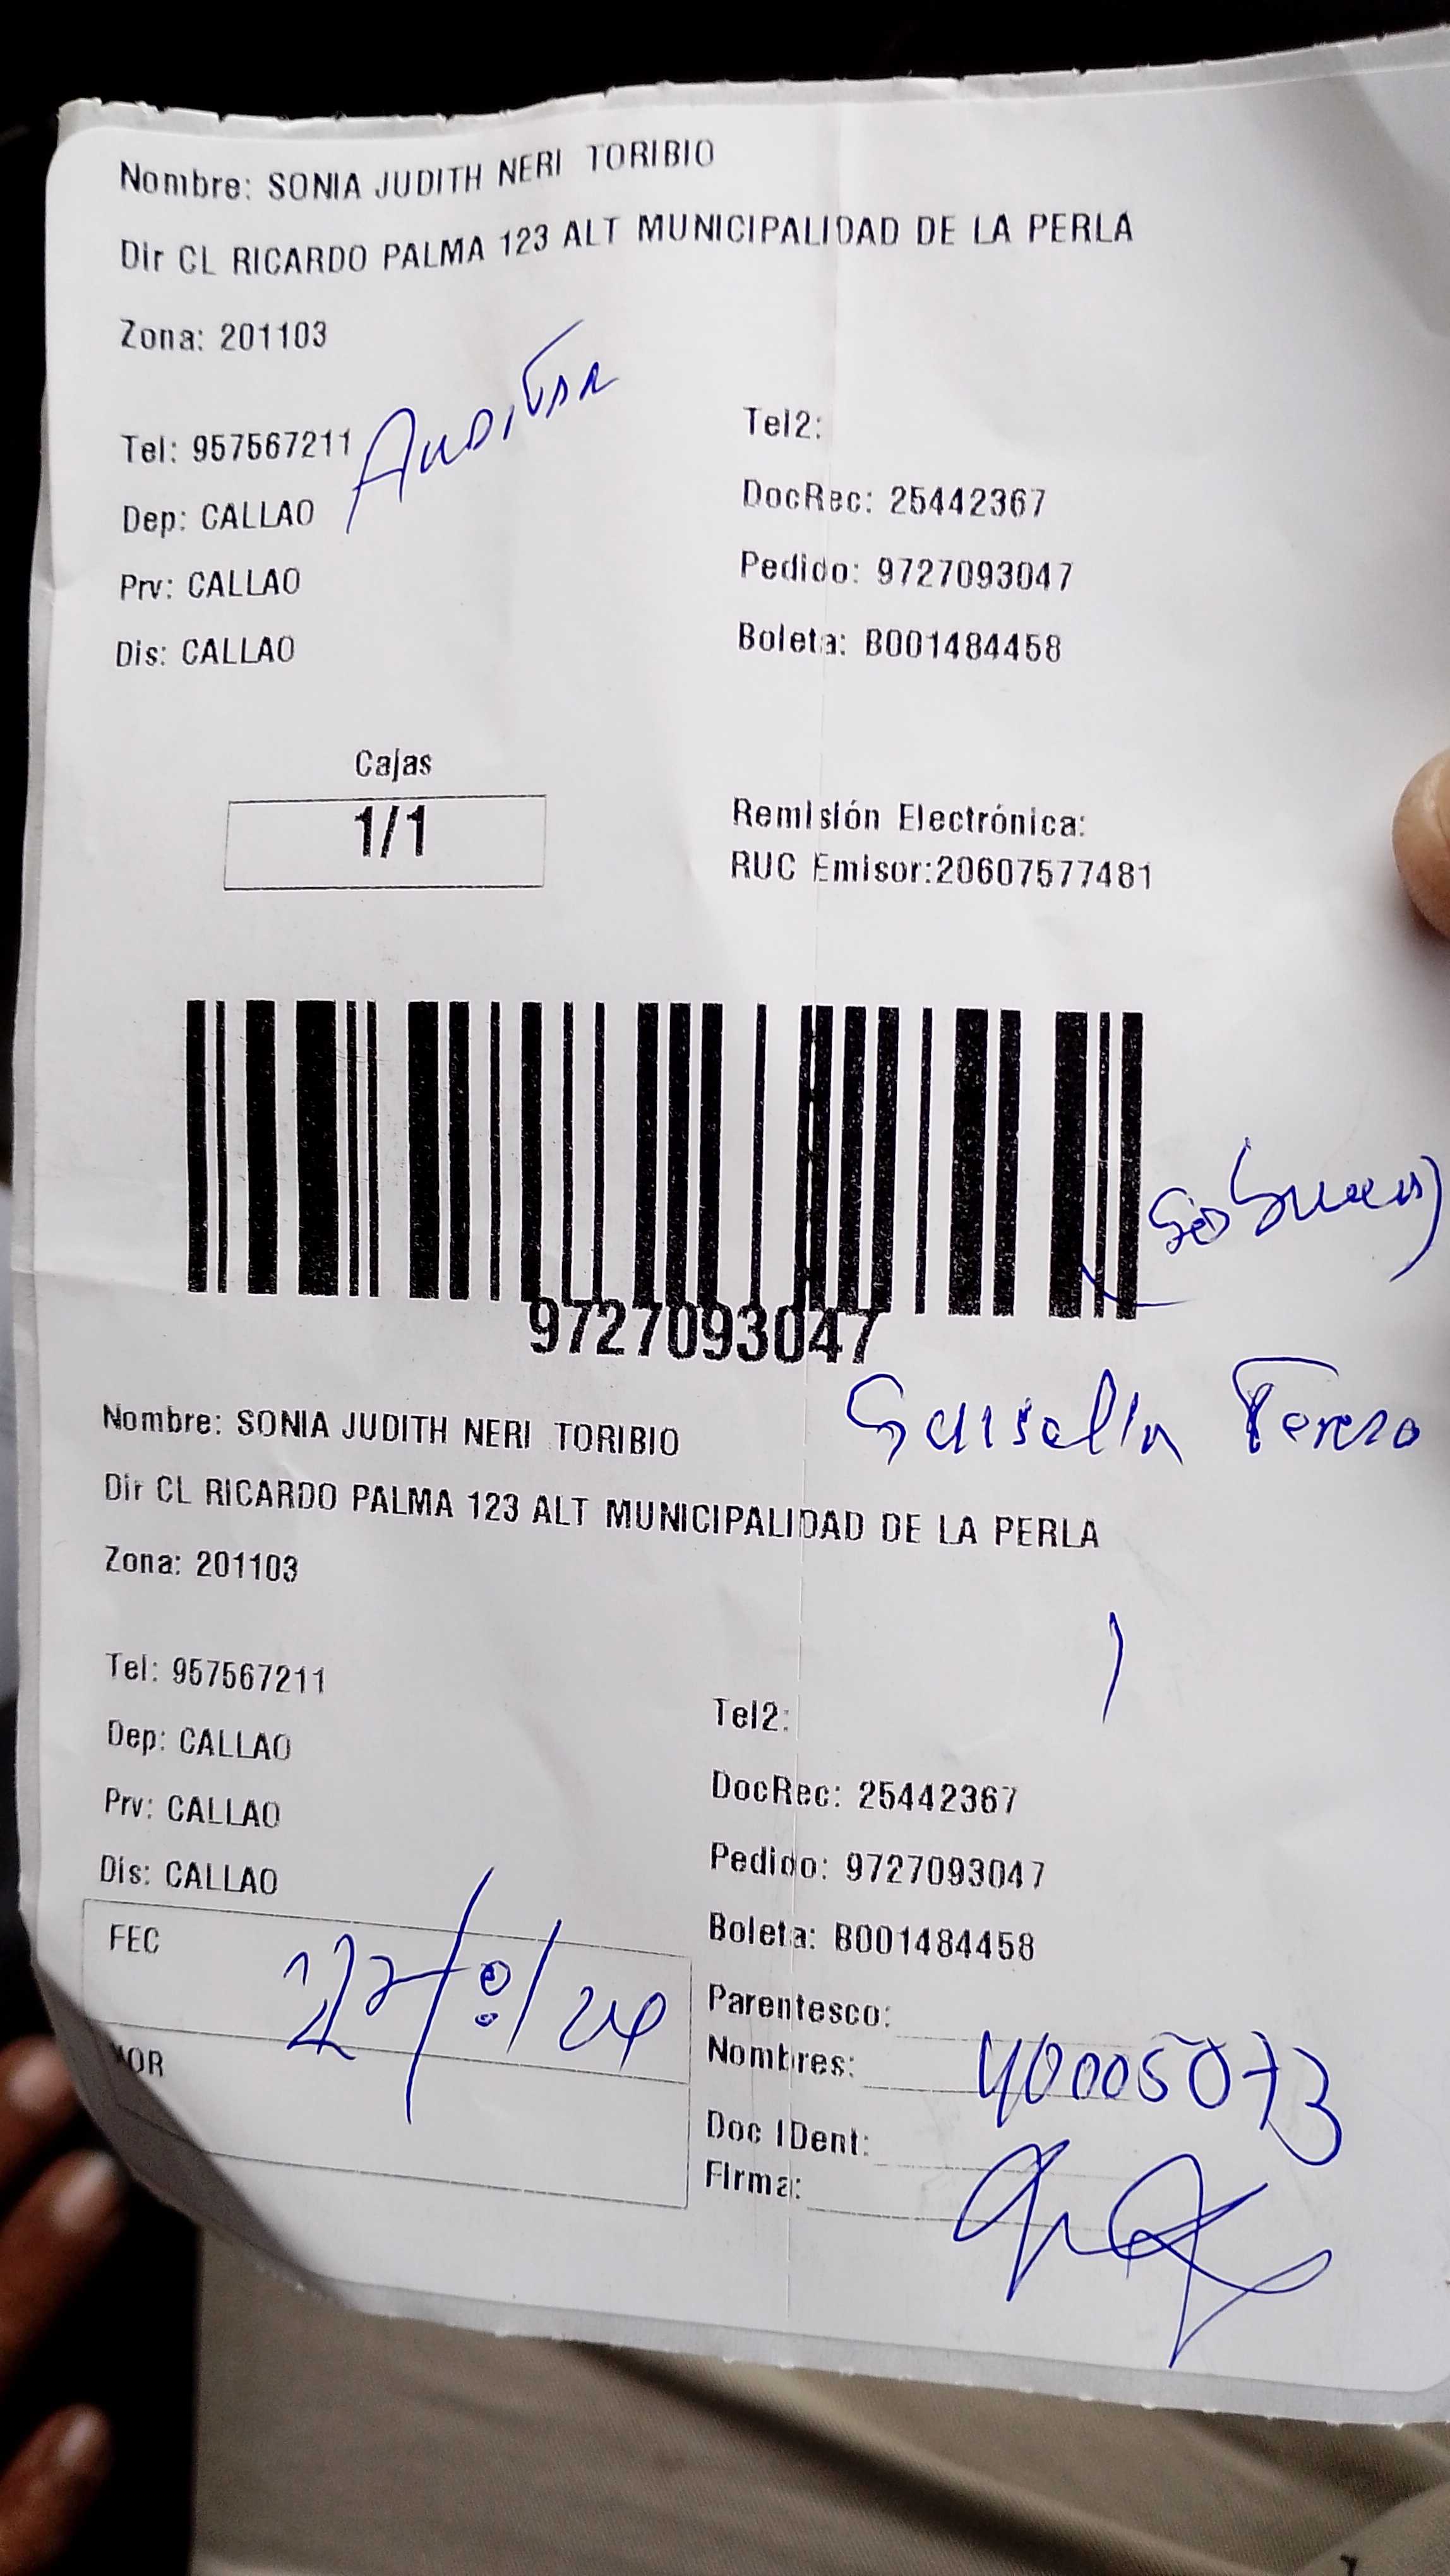 Nombre: SONIA JUDITH NERI TORIBIO
Dir CL RICARDO PALMA 123 ALT MUNICIPALIDAD DE LA PERLA
Zona: 201103
Auditar
Tel: 957567211
Tel2:
Dep: CALLAO
DocRec: 25442367
Prv: CALLAO
Pedido: 9727093047
Dis: CALLAO
Boleta: B001484458
Cajas
1/1
Remisión Electrónica:
RUC Emisor:20607577481
9727093047
Nombre: SONIA JUDITH NERI TORIBIO
Dir CL RICARDO PALMA 123 ALT MUNICIPALIDAD DE LA PERLA
Zona: 201103
Tel: 957567211
Tel2:
Dep: CALLAO
DocRec: 25442367
Prv: CALLAO
Pedido: 9727093047
Dis: CALLAO
Boleta: B001484458
FEC
Parentesco:
Nombres: 40005073
HOR
Doc IDent:
Firma: